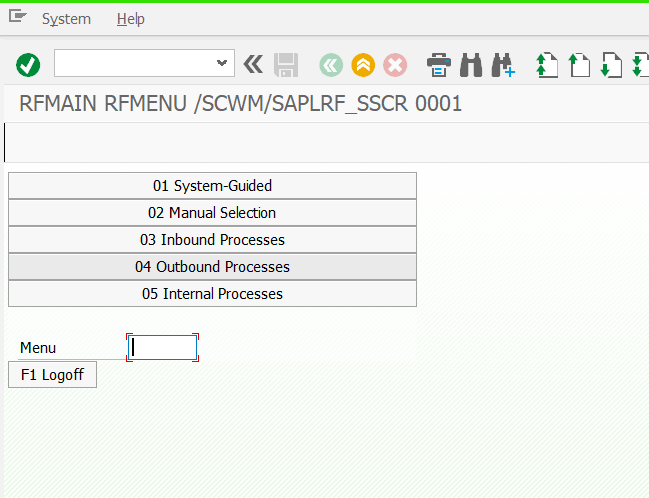 System Help
RFMAIN RFMENU /SCWM/SAPLRF_SSCR 0001
01 System-Guided
02 Manual Selection
03 Inbound Processes
04 Outbound Processes
05 Internal Processes
Menu
F1 Logoff